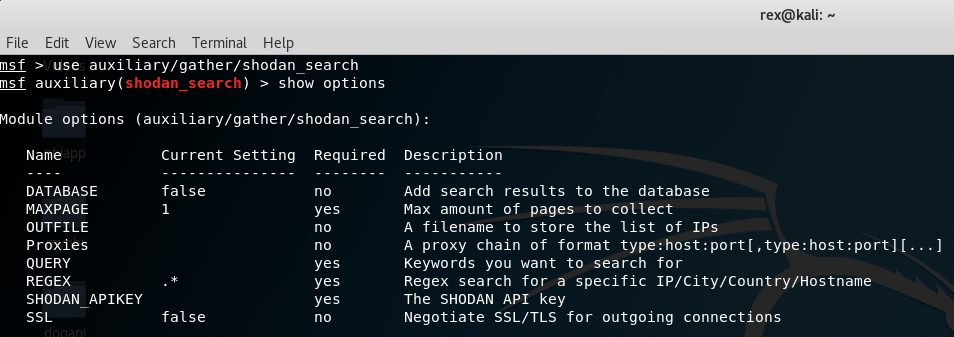 rex@kali: ~
File Edit View Search Terminal Help
msf > use auxiliary/gather/shodan_search
msf auxiliary(shodan_search) > show options
Module options (auxiliary/gather/shodan_search):
Name Current Setting Required Description
---- --------------- -------- -----------
DATABASE false no Add search results to the database
MAXPAGE 1 yes Max amount of pages to collect
OUTFILE no A filename to store the list of IPs
Proxies no A proxy chain of format type:host:port[,type:host:port][...]
QUERY yes Keywords you want to search for
REGEX .* yes Regex search for a specific IP/City/Country/Hostname
SHODAN_APIKEY yes The SHODAN API key
SSL false no Negotiate SSL/TLS for outgoing connections